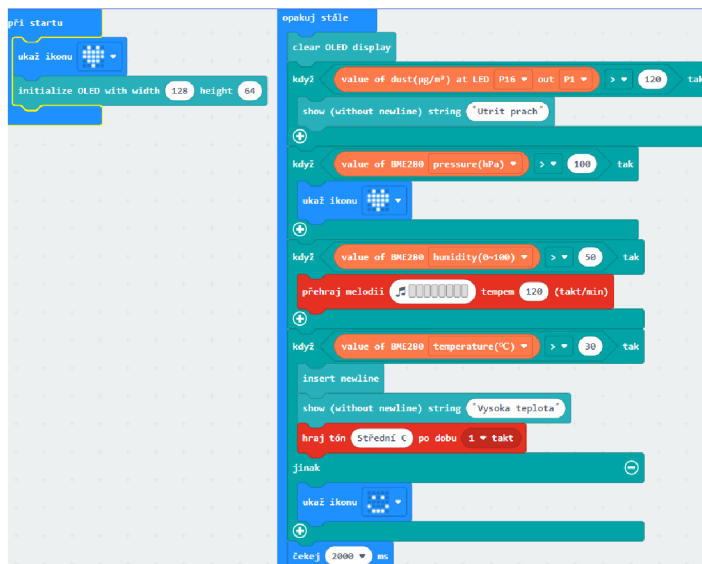 při startu
ukaž ikonu
initialize OLED with width 128 height 64
opakuj stále
clear OLED display
když value of dust(μg/m³) at LED P16 out P1 > 120 tak
show (without newline) string "Utrit prach"
když value of BME280 pressure(hPa) > 100 tak
ukaž ikonu
když value of BME280 humidity(0~100) > 50 tak
přehraj melodii tempem 120 (takt/min)
když value of BME280 temperature(℃) > 30 tak
insert newline
show (without newline) string "Vysoka teplota"
hraj tón Střední C po dobu 1 takt
jinak
ukaž ikonu
čekej 2000 ms